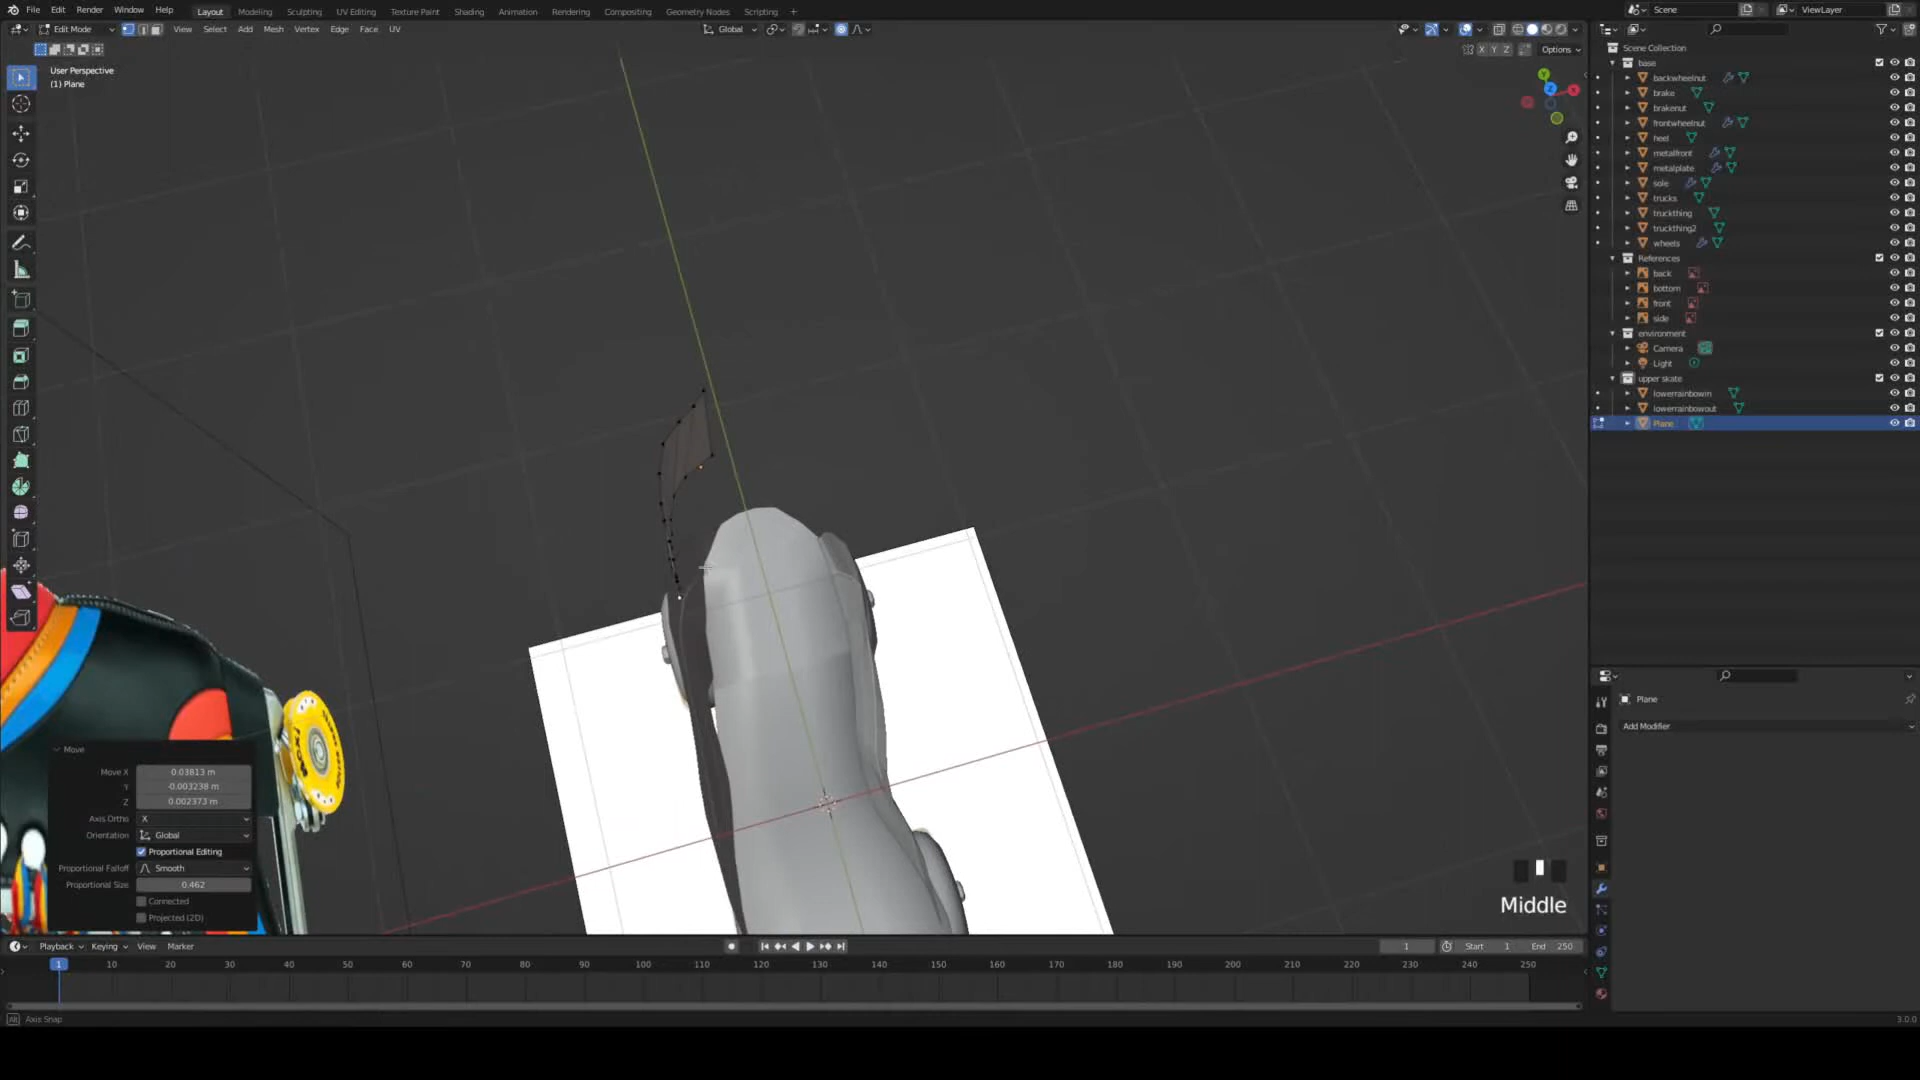 File Edit Render Window Help Layout Modeling Sculpting UV Editing Texture Paint Shading Animation Rendering Compositing Geometry Nodes Scripting + Scene ViewLayer
Edit Mode View Select Add Mesh Vertex Edge Face UV Global
X Y Z Options
User Perspective
(1) Plane
Scene Collection
base
backwheelnut
brake
brakenut
frontwheelnut
heel
metalfront
metalplate
sole
trucks
truckthing
truckthing2
wheels
References
back
bottom
front
side
environment
Camera
Light
upper skate
lowerrainbowin
lowerrainbowout
Plane
Plane
Add Modifier
Move
Move X 0.03813 m
Y -0.003238 m
Z 0.002373 m
Axis Ortho X
Orientation Global
Proportional Editing
Proportional Falloff Smooth
Proportional Size 0.462
Connected
Projected (2D)
Middle
Playback Keying View Marker 1 Start 1 End 250
1 10 20 30 40 50 60 70 80 90 100 110 120 130 140 150 160 170 180 190 200 210 220 230 240 250
Alt Axis Snap 3.0.0